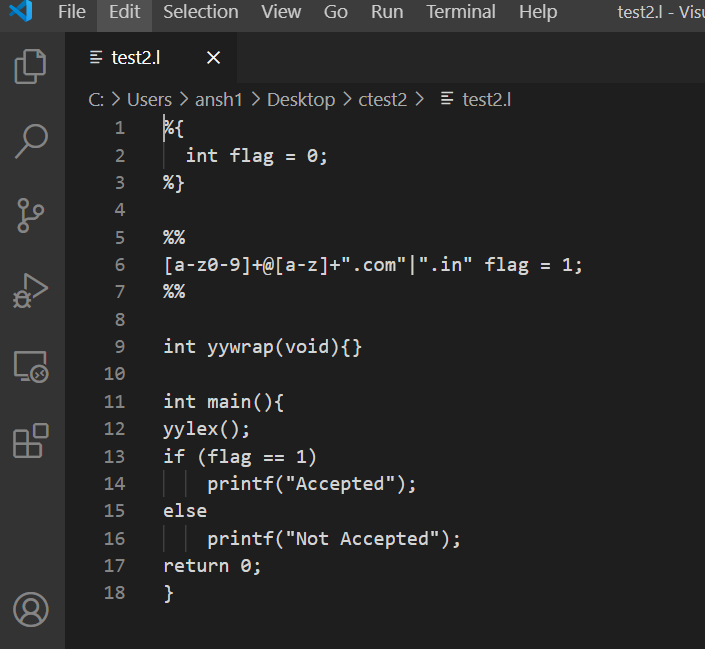 File Edit Selection View Go Run Terminal Help test2.l - Visu
test2.l
C: > Users > ansh1 > Desktop > ctest2 > test2.l
1 %{
2   int flag = 0;
3 %}
4
5 %%
6 [a-z0-9]+@[a-z]+".com"|".in" flag = 1;
7 %%
8
9 int yywrap(void){}
10
11 int main(){
12 yylex();
13 if (flag == 1)
14     printf("Accepted");
15 else
16     printf("Not Accepted");
17 return 0;
18 }